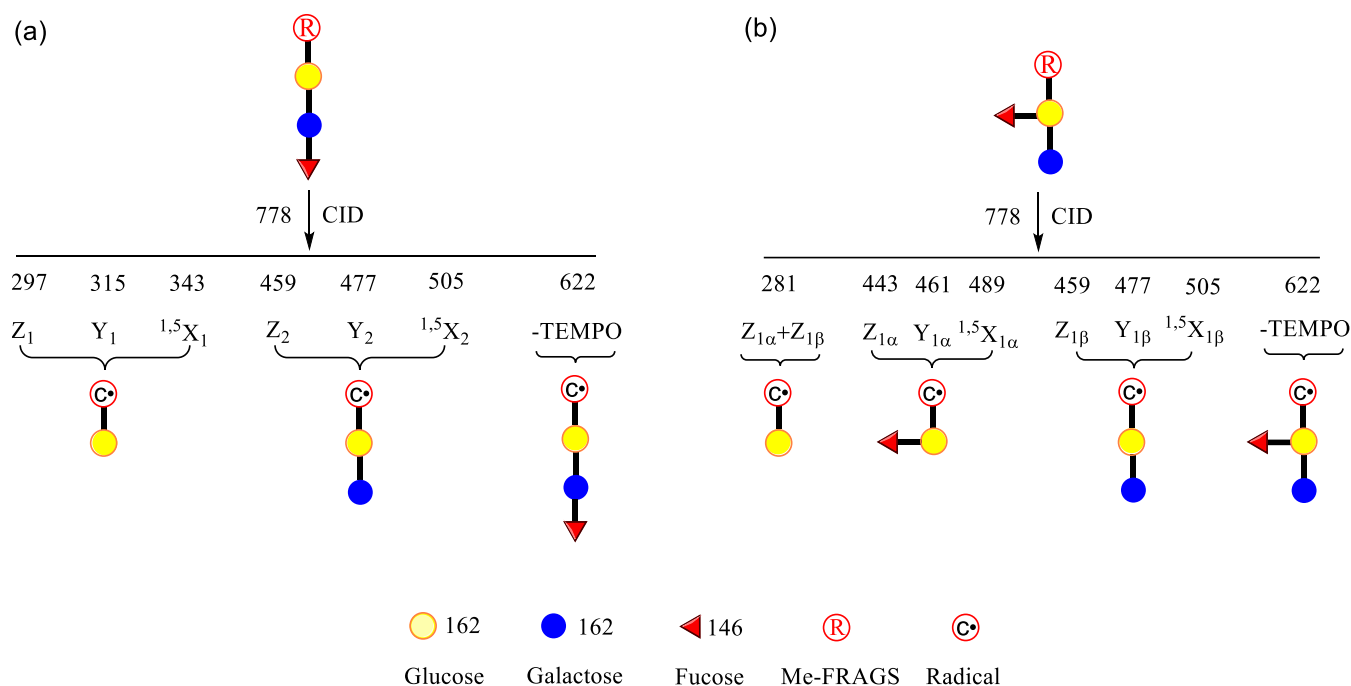 (a)
(b)
R
R
778 CID
778 CID
297 315 343 459 477 505 622
281 443 461 489 459 477 505 622
Z1 Y1 1,5X1 Z2 Y2 1,5X2 -TEMPO
Z1α+Z1β Z1α Y1α 1,5X1α Z1β Y1β 1,5X1β -TEMPO
C• C• C•
C• C• C• C•
162 162 146 R C•
Glucose Galactose Fucose Me-FRAGS Radical